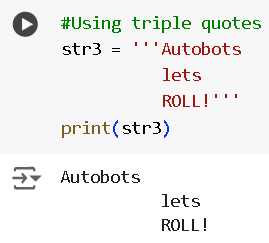 #Using triple quotes
str3 = '''Autobots
          lets
          ROLL!'''
print(str3)
Autobots
          lets
          ROLL!